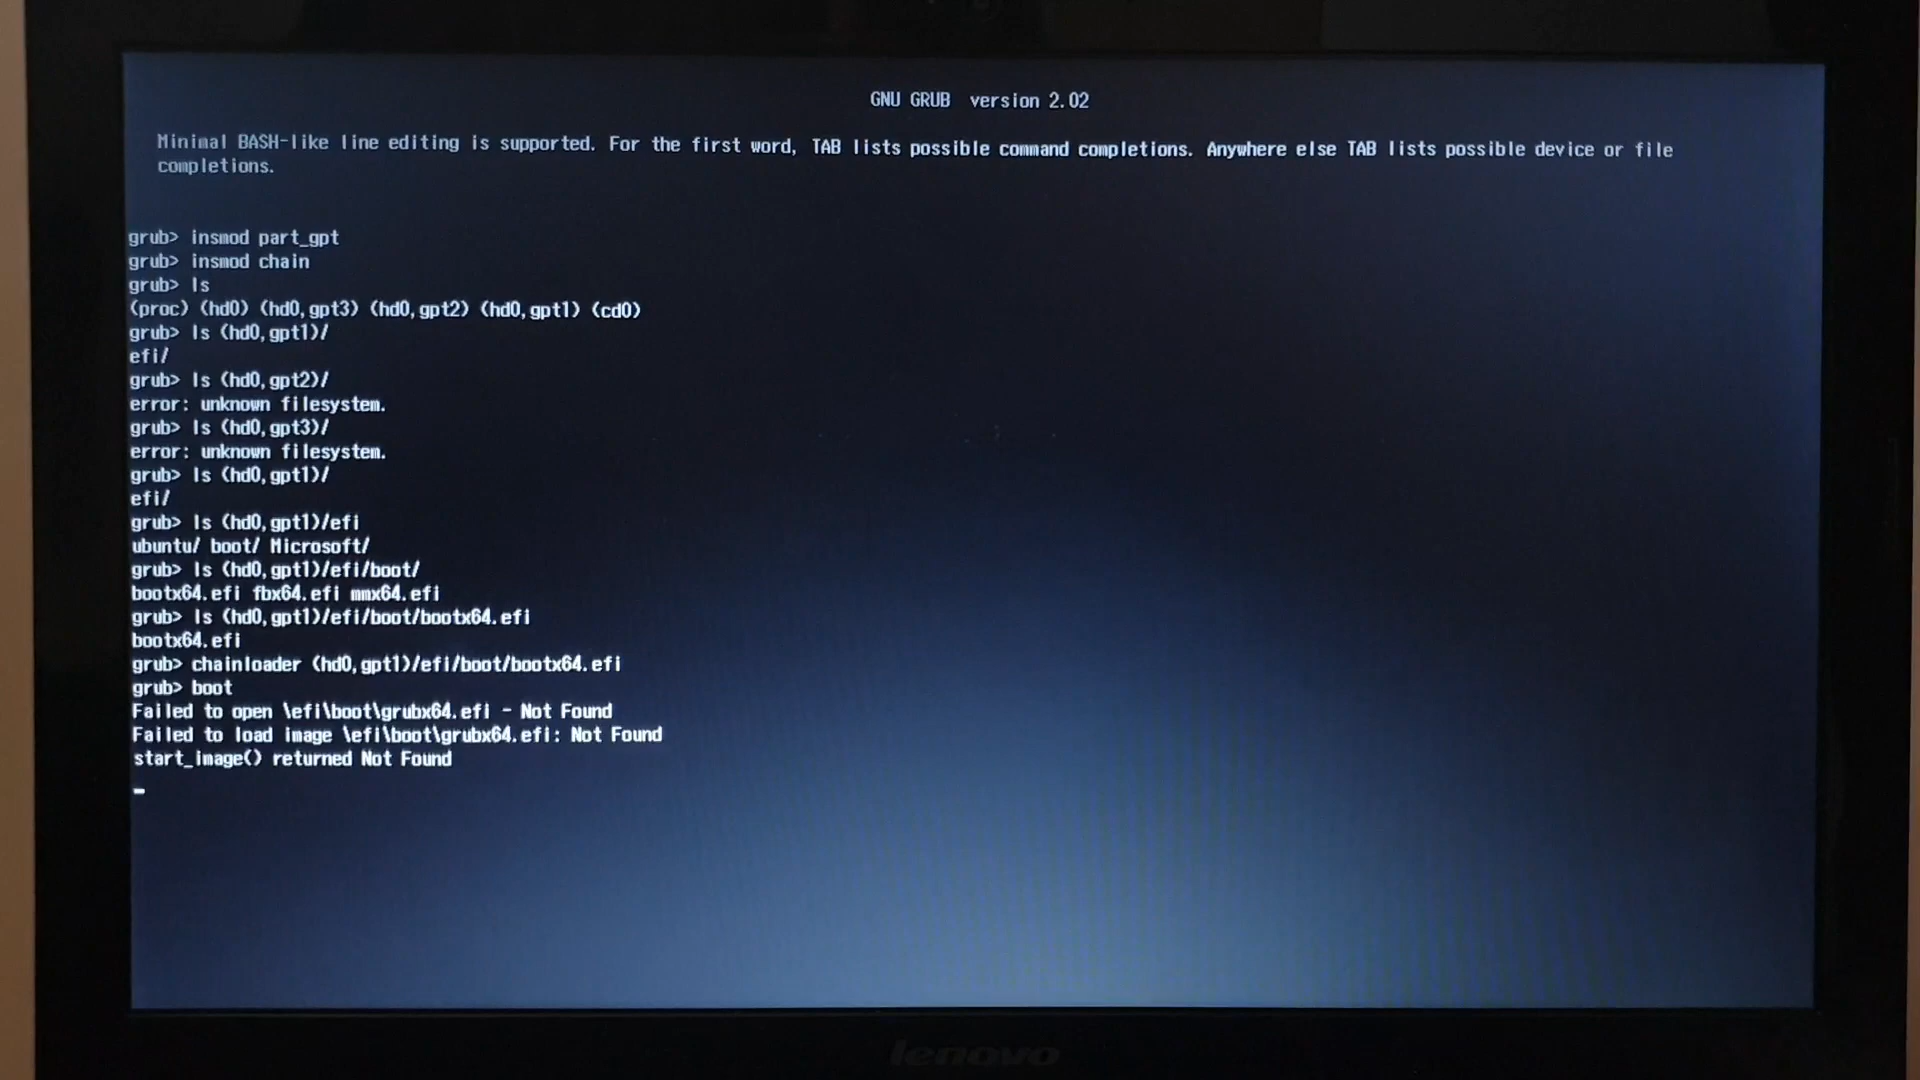 GNU GRUB  version 2.02
Minimal BASH-like line editing is supported. For the first word, TAB lists possible command completions. Anywhere else TAB lists possible device or file
completions.
grub> insmod part_gpt
grub> insmod chain
grub> ls
(proc) (hd0) (hd0,gpt3) (hd0,gpt2) (hd0,gpt1) (cd0)
grub> ls (hd0,gpt1)/
efi/
grub> ls (hd0,gpt2)/
error: unknown filesystem.
grub> ls (hd0,gpt3)/
error: unknown filesystem.
grub> ls (hd0,gpt1)/
efi/
grub> ls (hd0,gpt1)/efi
ubuntu/ boot/ Microsoft/
grub> ls (hd0,gpt1)/efi/boot/
bootx64.efi fbx64.efi mmx64.efi
grub> ls (hd0,gpt1)/efi/boot/bootx64.efi
bootx64.efi
grub> chainloader (hd0,gpt1)/efi/boot/bootx64.efi
grub> boot
Failed to open \efi\boot\grubx64.efi - Not Found
Failed to load image \efi\boot\grubx64.efi: Not Found
start_image() returned Not Found
lenovo